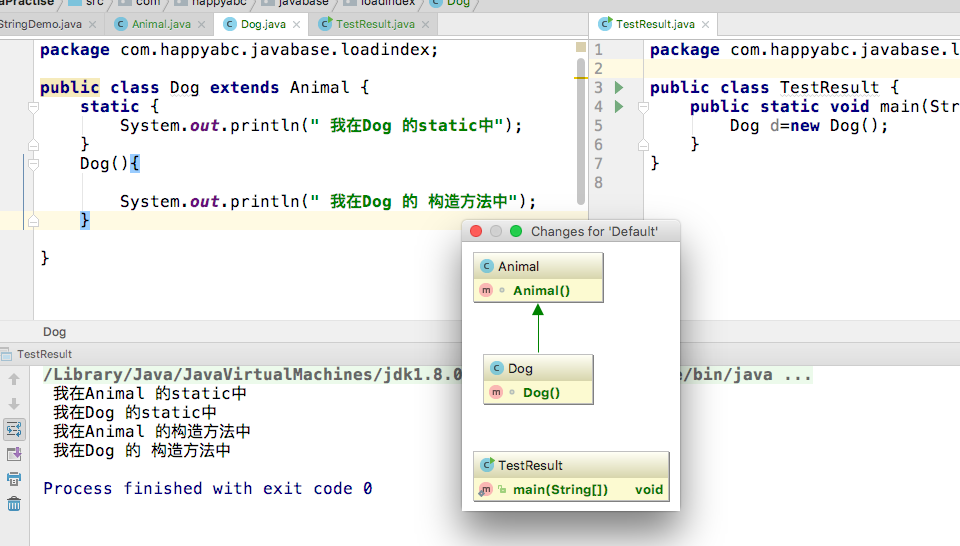 Practise src com happyabc javabase loadindex Dog
StringDemo.java Animal.java Dog.java TestResult.java
TestResult.java
package com.happyabc.javabase.loadindex;
public class Dog extends Animal {
static {
System.out.println(" 我在Dog 的static中");
}
Dog(){
System.out.println(" 我在Dog 的 构造方法中");
}
}
Dog
1 package com.happyabc.javabase.l
2
3 public class TestResult {
4 public static void main(Str
5 Dog d=new Dog();
6 }
7 }
8
Changes for 'Default'
C Animal
m Animal()
C Dog
m Dog()
C TestResult
m main(String[]) void
TestResult
/Library/Java/JavaVirtualMachines/jdk1.8.0 e/bin/java ...
我在Animal 的static中
我在Dog 的static中
我在Animal 的构造方法中
我在Dog 的 构造方法中
Process finished with exit code 0